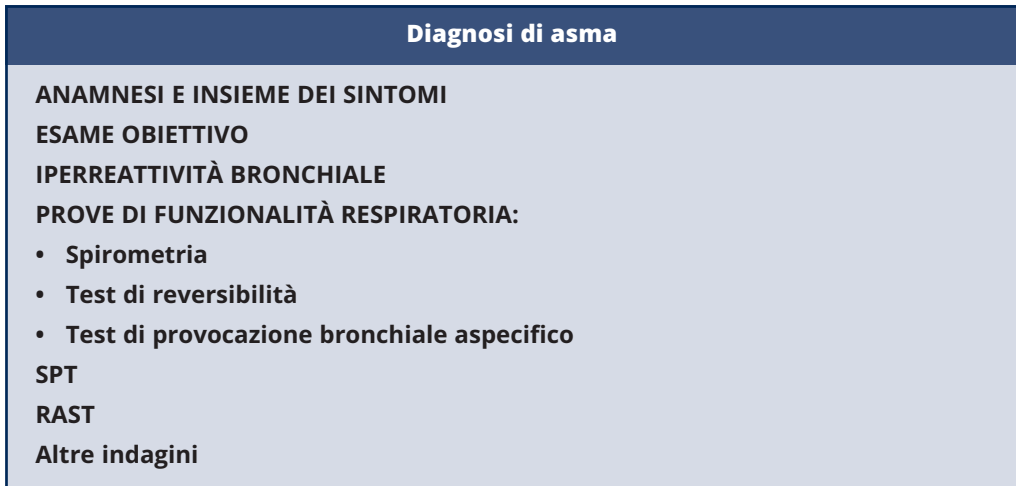 Diagnosi di asma
ANAMNESI E INSIEME DEI SINTOMI
ESAME OBIETTIVO
IPERREATTIVITÀ BRONCHIALE
PROVE DI FUNZIONALITÀ RESPIRATORIA:
• Spirometria
• Test di reversibilità
• Test di provocazione bronchiale aspecifico
SPT
RAST
Altre indagini